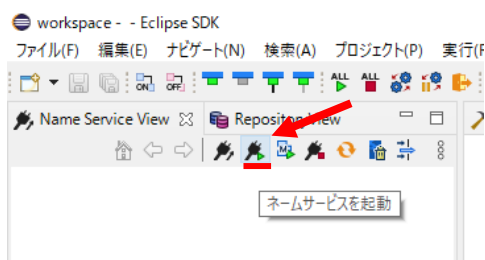 workspace - - Eclipse SDK
ファイル(F) 編集(E) ナビゲート(N) 検索(A) プロジェクト(P) 実行(F
ON OFF ALL ALL
Name Service View Repository View
ネームサービスを起動